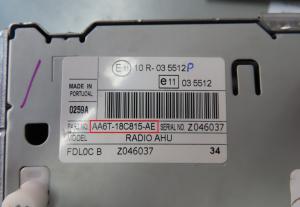 E11 10 R- 03 5512 P
e11 03 5512
MADE IN
PORTUGAL
0259A
PART NO. AA6T-18C815-AE SERIAL NO. Z046037
MODEL RADIO AHU
FDL0C B Z046037 34